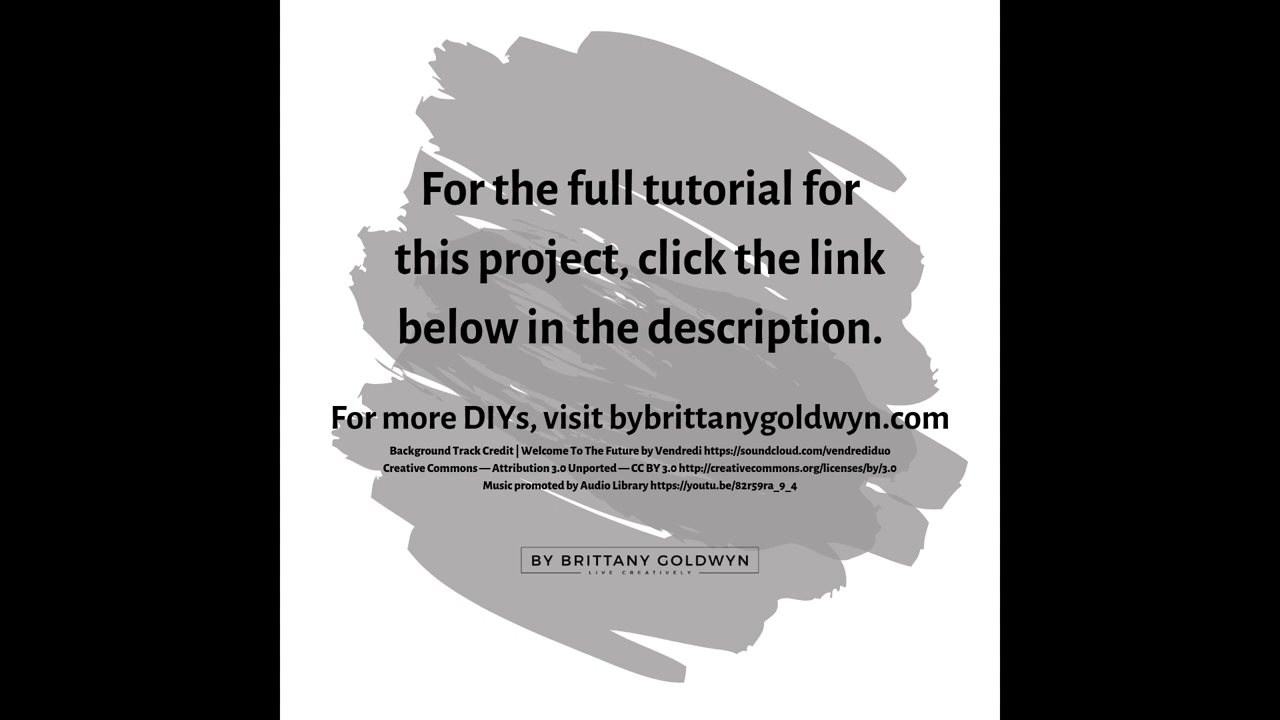 For the full tutorial for
this project, click the link
below in the description.
For more DIYs, visit bybrittanygoldwyn.com
Background Track Credit | Welcome To The Future by Vendredi https://soundcloud.com/vendrediduo
Creative Commons — Attribution 3.0 Unported — CC BY 3.0 http://creativecommons.org/licenses/by/3.0
Music promoted by Audio Library https://youtu.be/82r59ra_9_4
BY BRITTANY GOLDWYN
LIVE CREATIVELY